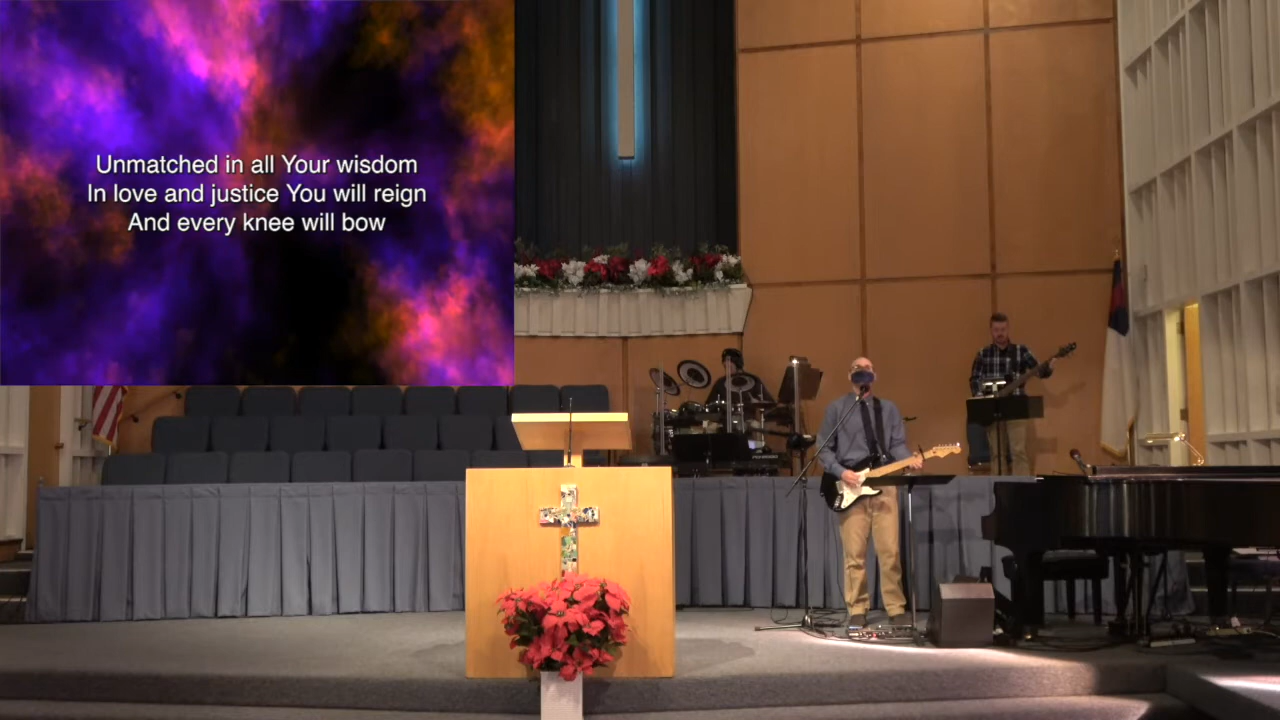 Unmatched in all Your wisdom
In love and justice You will reign
And every knee will bow